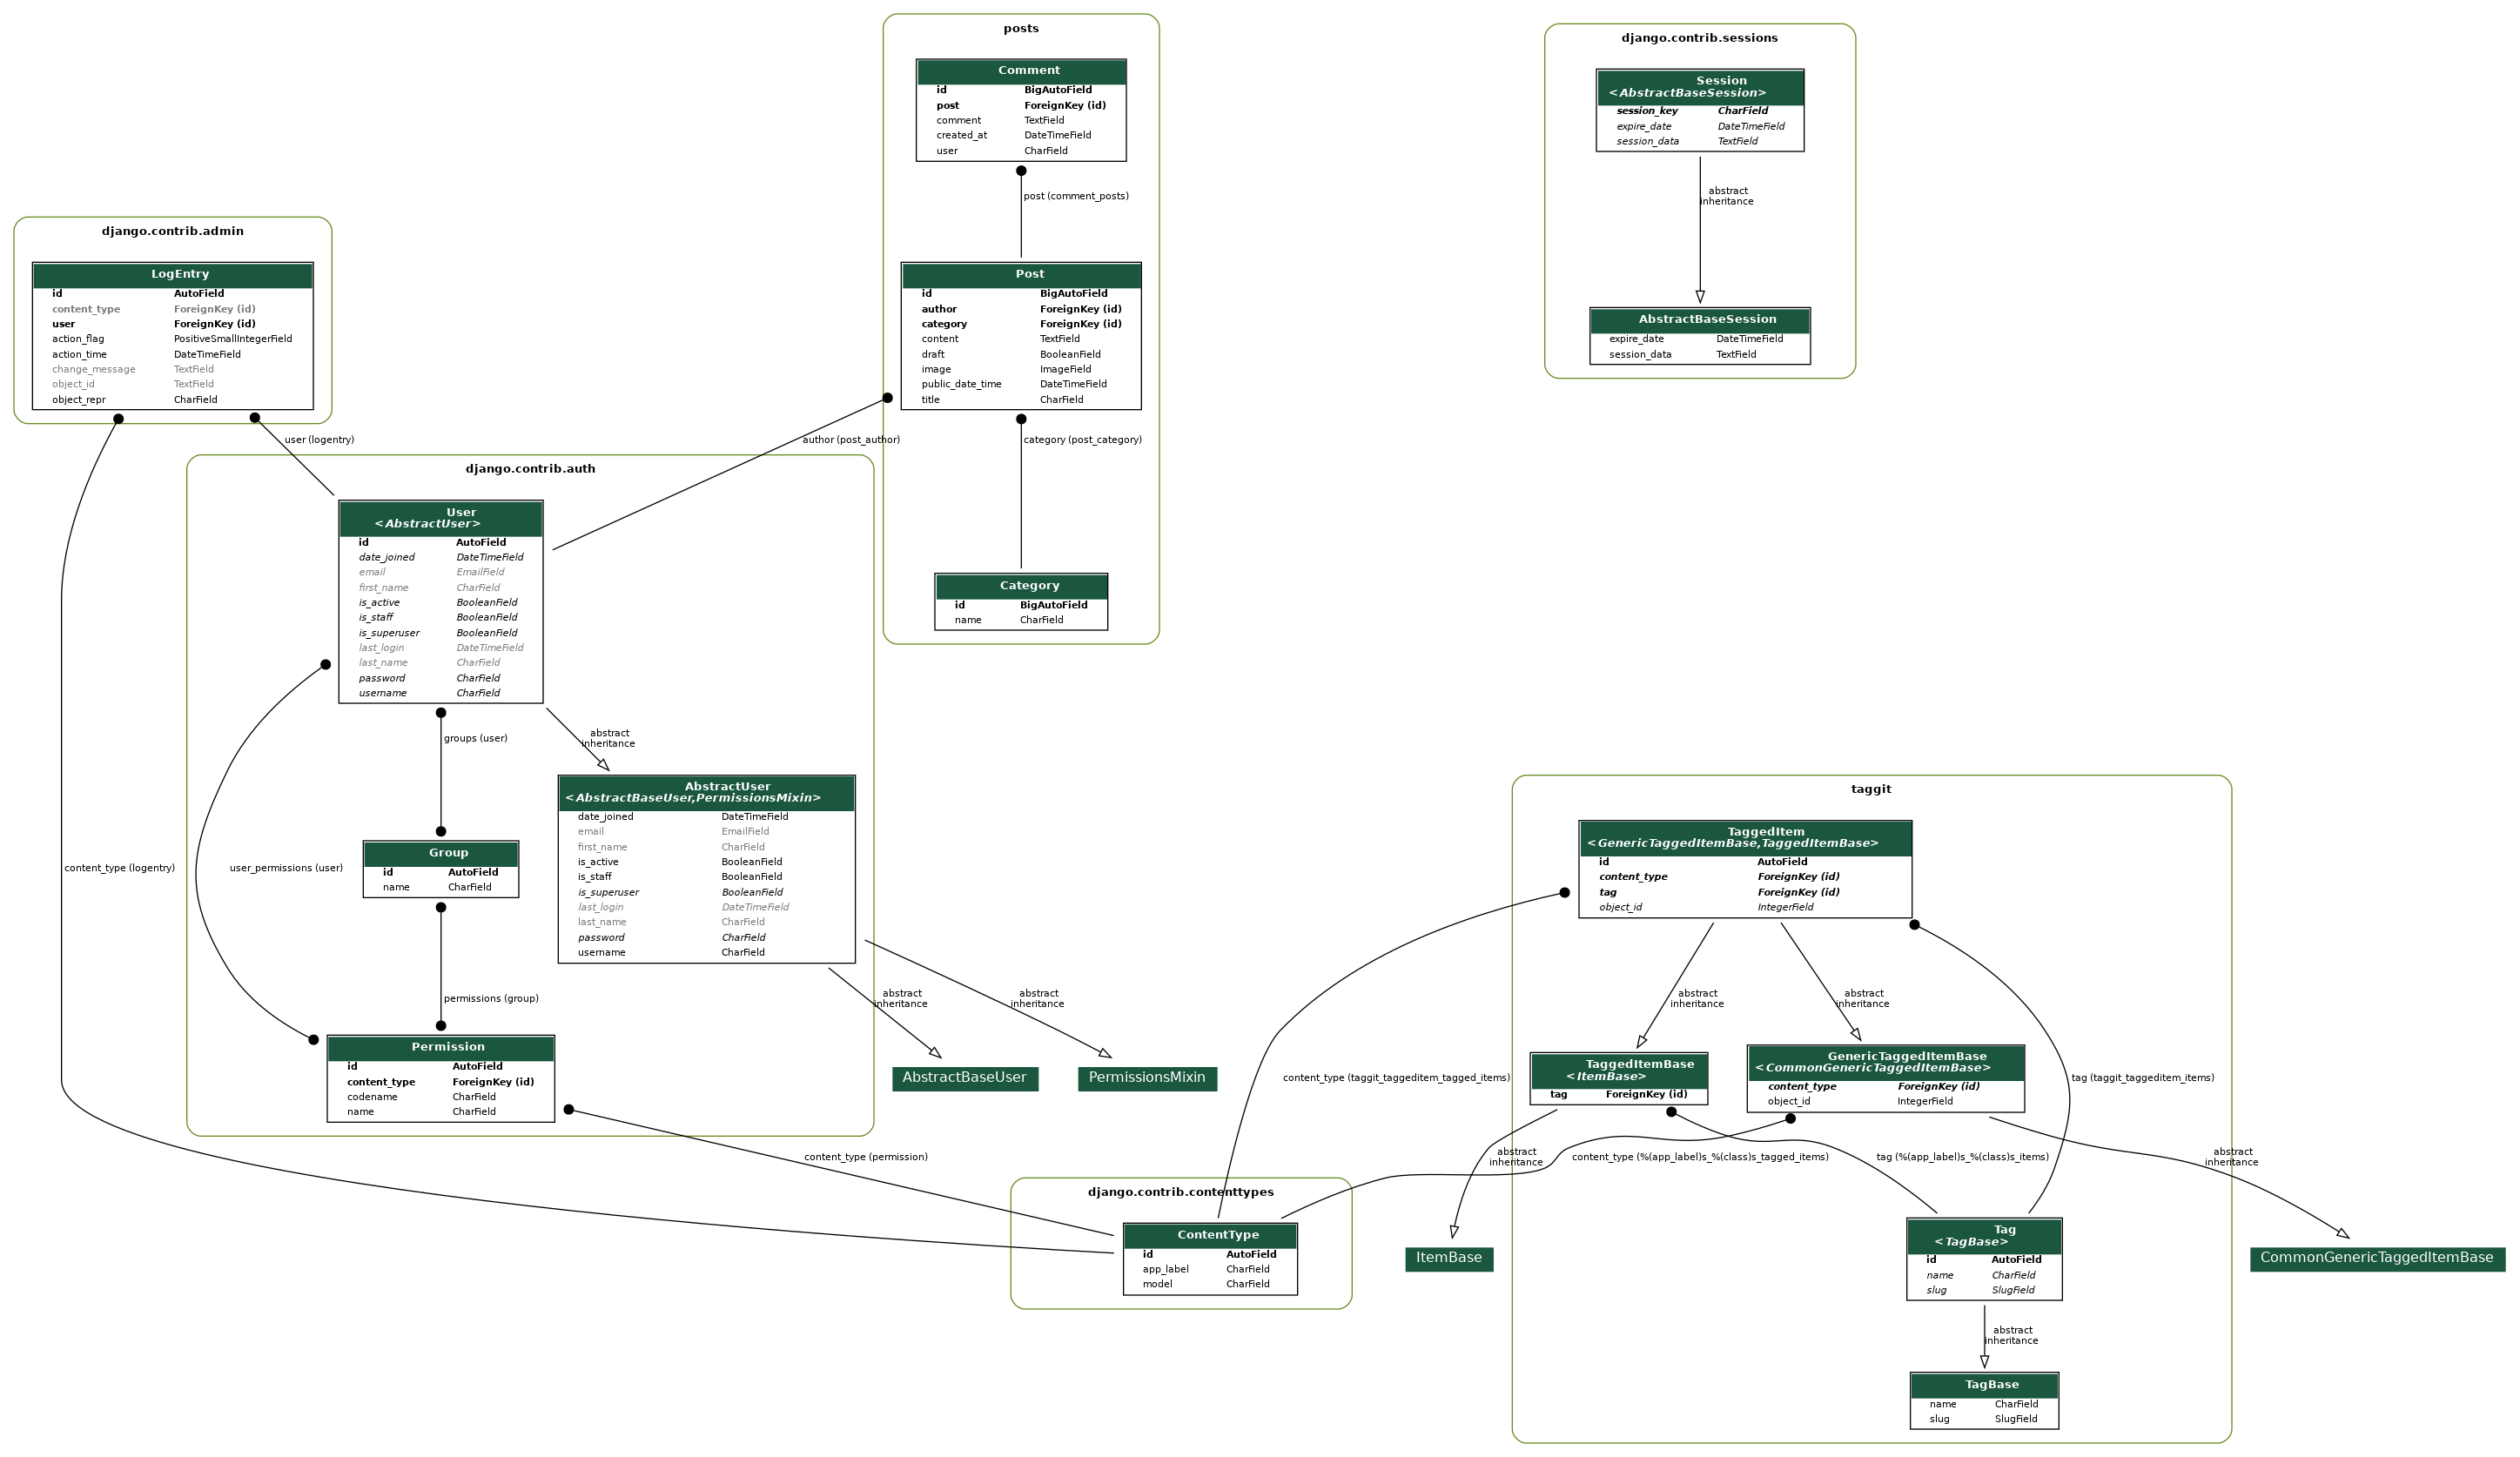 posts
Comment
id BigAutoField
post ForeignKey (id)
comment TextField
created_at DateTimeField
user CharField
post (comment_posts)
Post
id BigAutoField
author ForeignKey (id)
category ForeignKey (id)
content TextField
draft BooleanField
image ImageField
public_date_time DateTimeField
title CharField
author (post_author)
category (post_category)
Category
id BigAutoField
name CharField
django.contrib.sessions
Session
<AbstractBaseSession>
session_key CharField
expire_date DateTimeField
session_data TextField
abstract
inheritance
AbstractBaseSession
expire_date DateTimeField
session_data TextField
django.contrib.admin
LogEntry
id AutoField
content_type ForeignKey (id)
user ForeignKey (id)
action_flag PositiveSmallIntegerField
action_time DateTimeField
change_message TextField
object_id TextField
object_repr CharField
user (logentry)
content_type (logentry)
django.contrib.auth
User
<AbstractUser>
id AutoField
date_joined DateTimeField
email EmailField
first_name CharField
is_active BooleanField
is_staff BooleanField
is_superuser BooleanField
last_login DateTimeField
last_name CharField
password CharField
username CharField
groups (user)
abstract
inheritance
user_permissions (user)
Group
id AutoField
name CharField
permissions (group)
AbstractUser
<AbstractBaseUser,PermissionsMixin>
date_joined DateTimeField
email EmailField
first_name CharField
is_active BooleanField
is_staff BooleanField
is_superuser BooleanField
last_login DateTimeField
last_name CharField
password CharField
username CharField
abstract
inheritance
abstract
inheritance
Permission
id AutoField
content_type ForeignKey (id)
codename CharField
name CharField
AbstractBaseUser
PermissionsMixin
content_type (permission)
django.contrib.contenttypes
ContentType
id AutoField
app_label CharField
model CharField
taggit
TaggedItem
<GenericTaggedItemBase,TaggedItemBase>
id AutoField
content_type ForeignKey (id)
tag ForeignKey (id)
object_id IntegerField
abstract
inheritance
abstract
inheritance
content_type (taggit_taggeditem_tagged_items)
tag (taggit_taggeditem_items)
TaggedItemBase
<ItemBase>
tag ForeignKey (id)
GenericTaggedItemBase
<CommonGenericTaggedItemBase>
content_type ForeignKey (id)
object_id IntegerField
abstract
inheritance
content_type (%(app_label)s_%(class)s_tagged_items)
tag (%(app_label)s_%(class)s_items)
abstract
inheritance
ItemBase
Tag
<TagBase>
id AutoField
name CharField
slug SlugField
CommonGenericTaggedItemBase
abstract
inheritance
TagBase
name CharField
slug SlugField